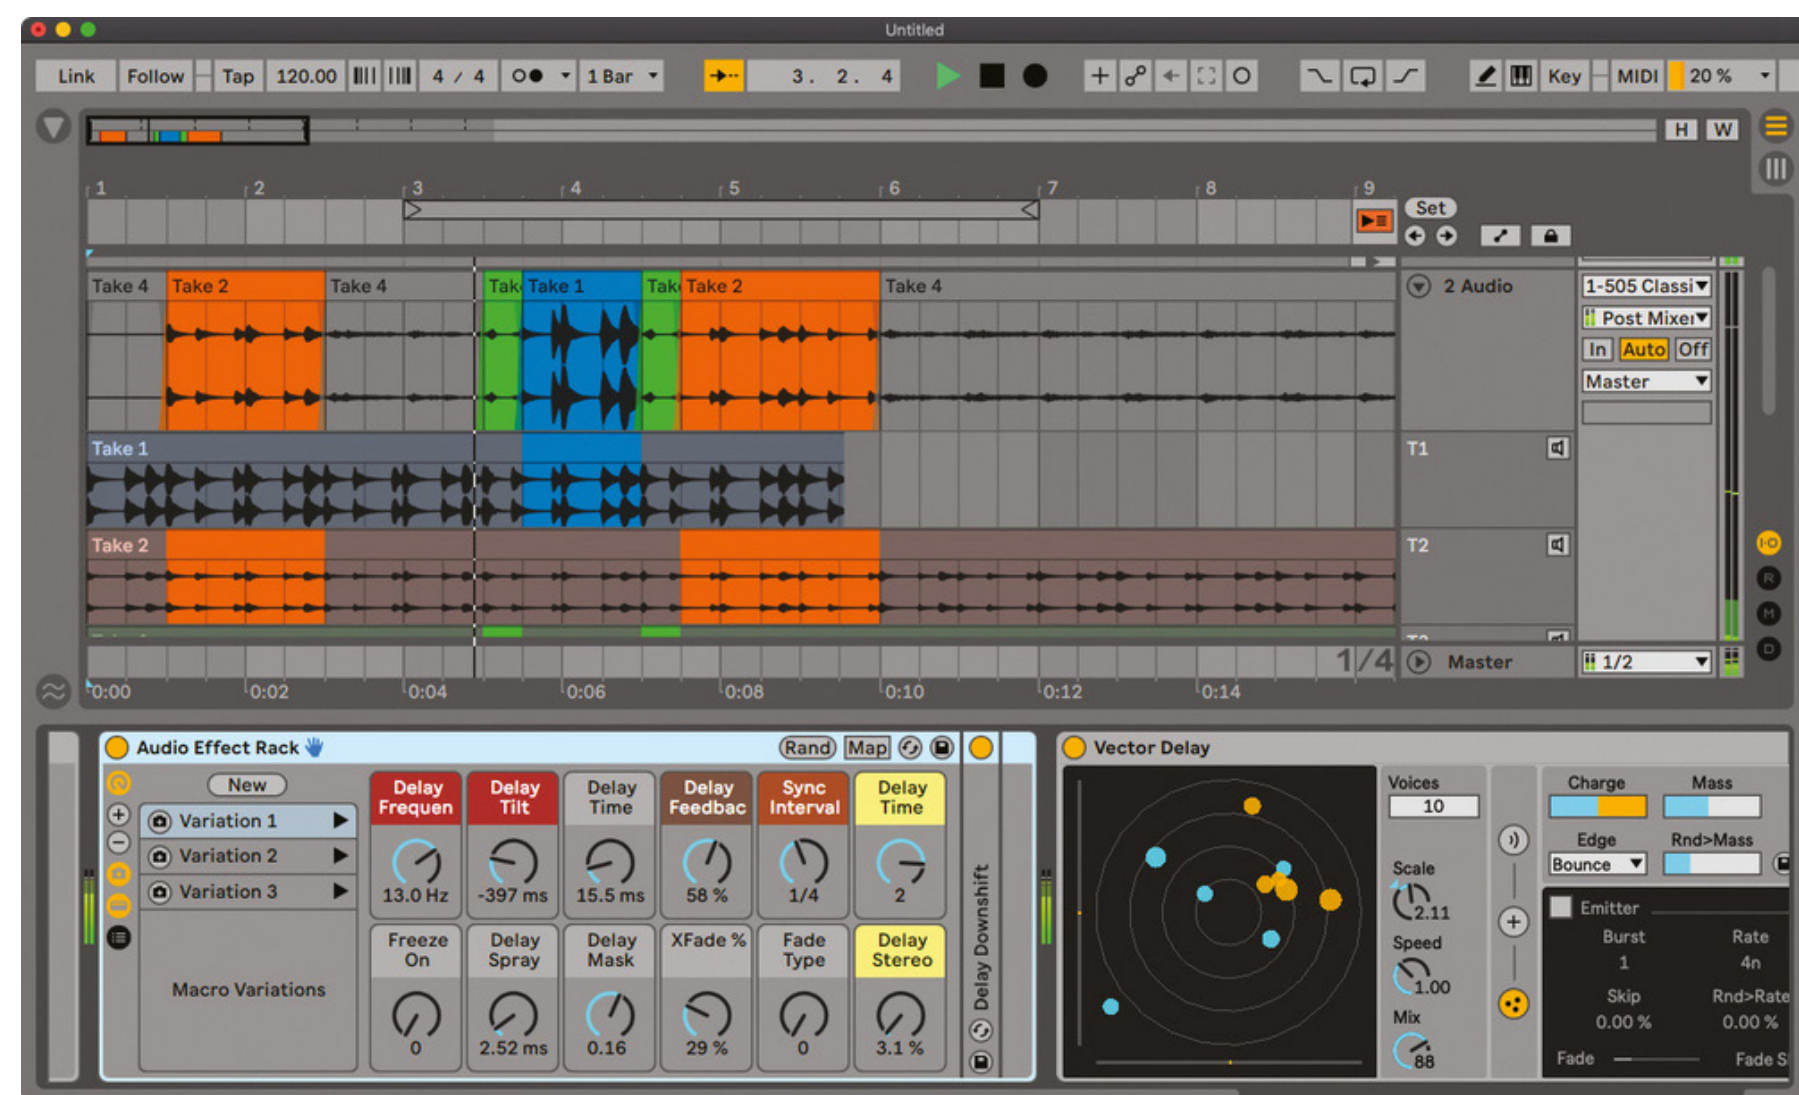 Untitled
Link Follow Tap 120.00 4 / 4 1 Bar 3. 2. 4 Key MIDI 20 %
H W
1 2 3 4 5 6 7 8 9
Set
Take 4 Take 2 Take 4 Tak Take 1 Tak Take 2 Take 4
2 Audio
1-505 Classi
Post Mixer
In Auto Off
Master
Take 1
T1
Take 2
T2
I·O
R
M
D
1/4
Master
1/2
0:00 0:02 0:04 0:06 0:08 0:10 0:12 0:14
Audio Effect Rack Rand Map
New
Variation 1
Variation 2
Variation 3
Macro Variations
Delay Frequen Delay Tilt Delay Time Delay Feedbac Sync Interval Delay Time
13.0 Hz -397 ms 15.5 ms 58 % 1/4 2
Freeze On Delay Spray Delay Mask XFade % Fade Type Delay Stereo
0 2.52 ms 0.16 29 % 0 3.1 %
Delay Downshift
Vector Delay
Voices
10
Scale
2.11
Speed
1.00
Mix
88
Charge Mass
Edge Rnd>Mass
Bounce
Emitter
Burst Rate
1 4n
Skip Rnd>Rate
0.00 % 0.00 %
Fade Fade S